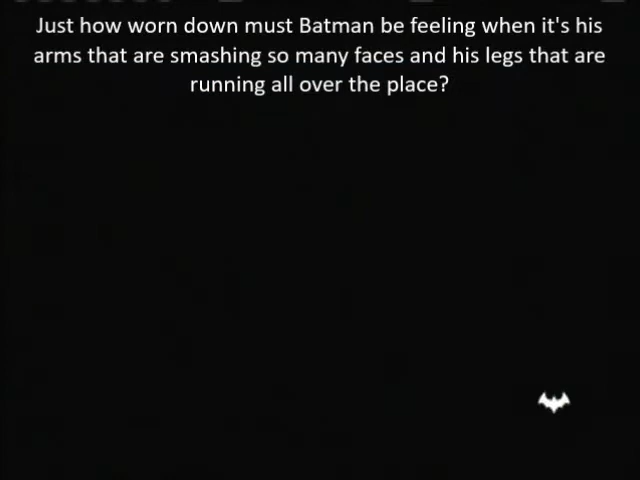 Just how worn down must Batman be feeling when it's his
arms that are smashing so many faces and his legs that are
running all over the place?